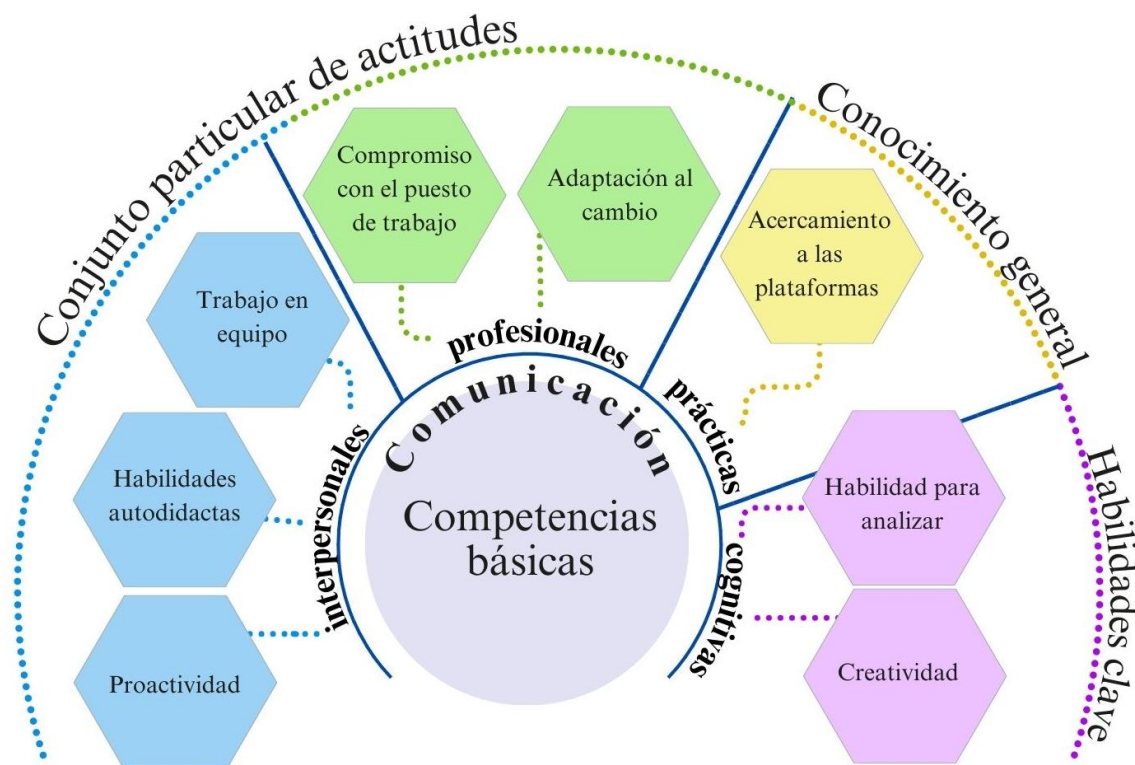 Conjunto particular de actitudes
Conocimiento general
Habilidades clave
Compromiso
con el puesto
de trabajo
Adaptación al
cambio
Acercamiento
a las
plataformas
Trabajo en
equipo
Habilidades
autodidactas
Proactividad
Habilidad para
analizar
Creatividad
interpersonales
profesionales
prácticas
cognitivas
Comunicación
Competencias
básicas